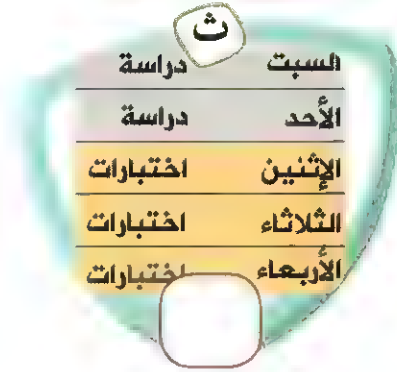 ث
السبت دراسة
الأحد دراسة
الإثنين اختبارات
الثلاثاء اختبارات
الأربعاء اختبارات